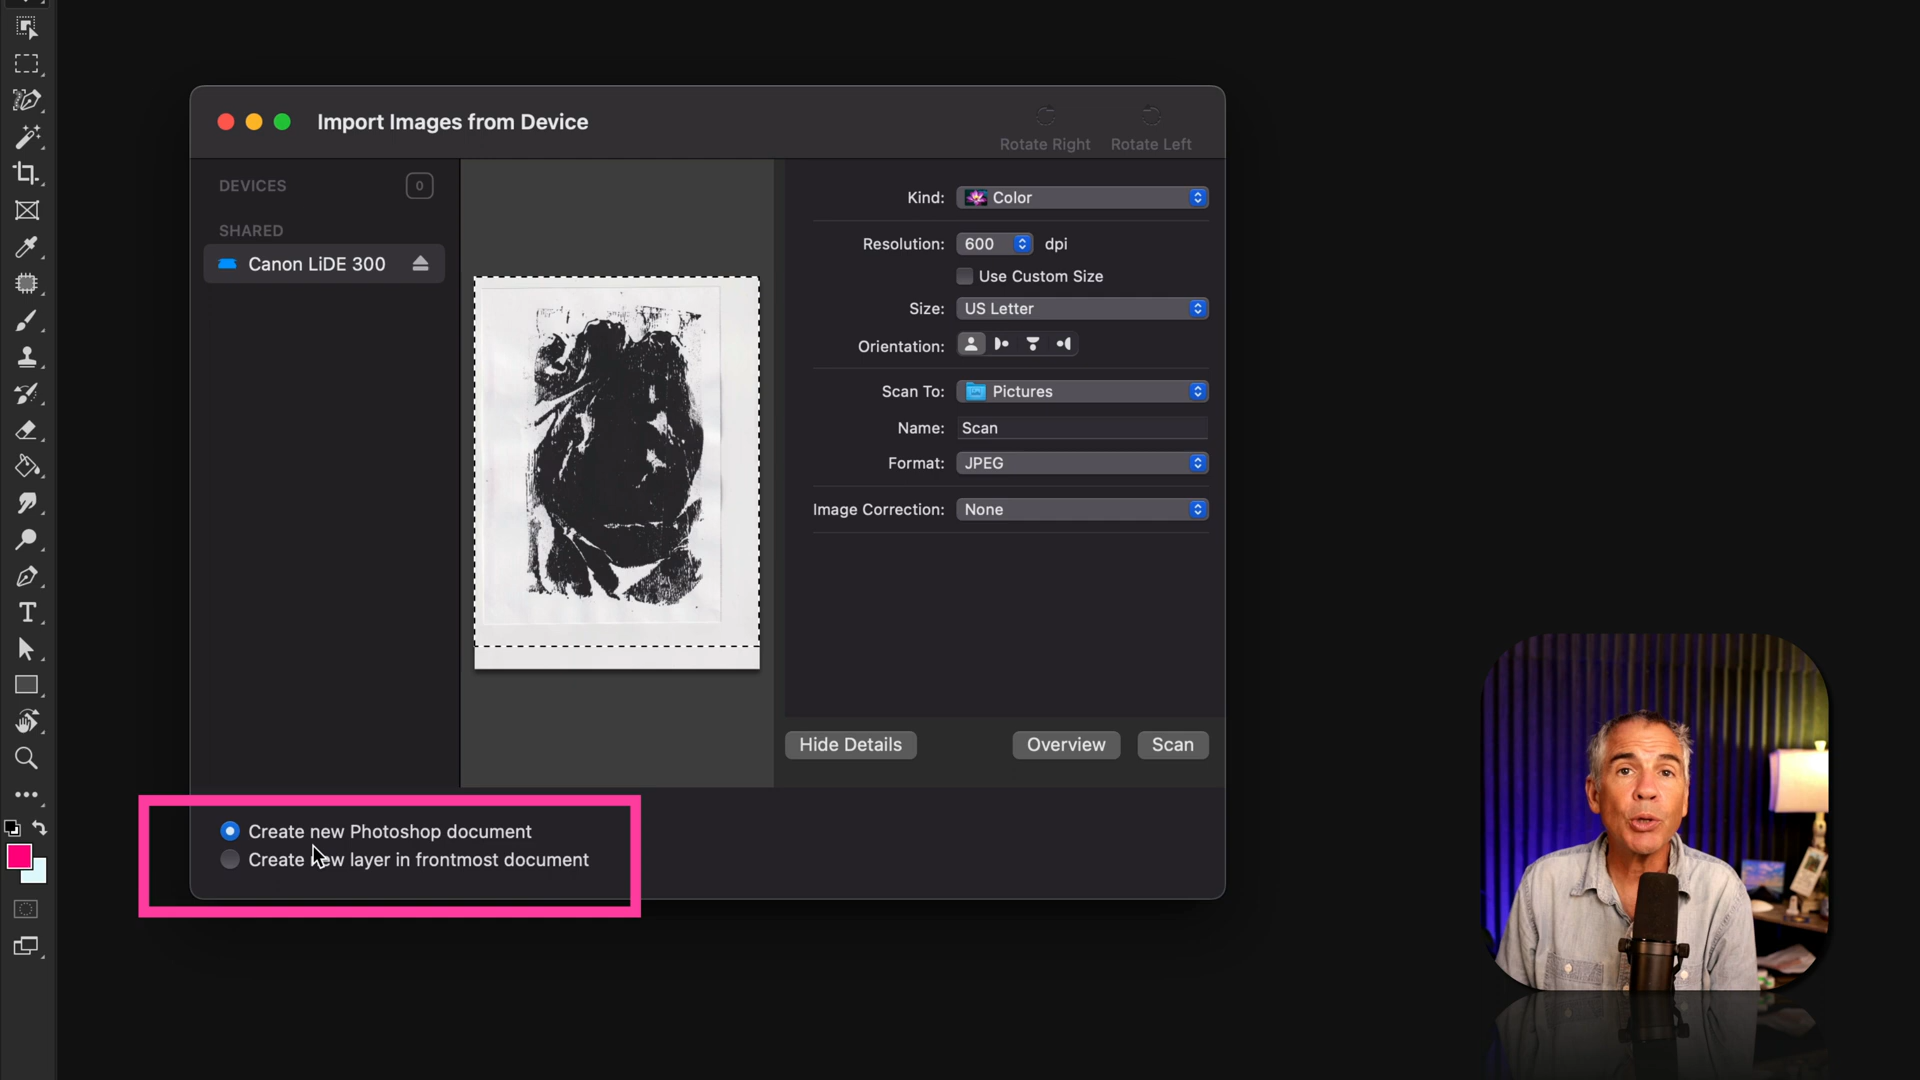 Import Images from Device
Rotate Right
Rotate Left
DEVICES
0
SHARED
Canon LiDE 300
Kind:
Color
Resolution:
600
dpi
Use Custom Size
Size:
US Letter
Orientation:
Scan To:
Pictures
Name:
Scan
Format:
JPEG
Image Correction:
None
Hide Details
Overview
Scan
Create new Photoshop document
Create new layer in frontmost document